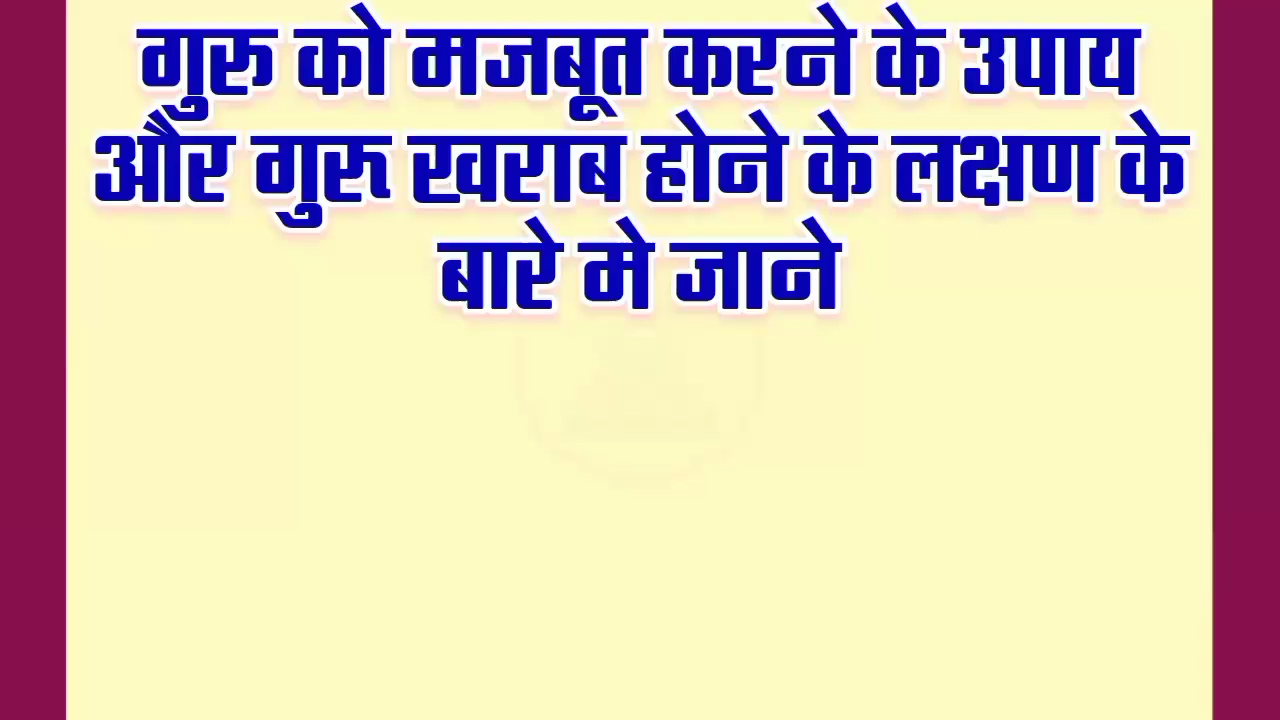 गुरु को मजबूत करने के उपाय
और गुरु खराब होने के लक्षण के
बारे मे जाने